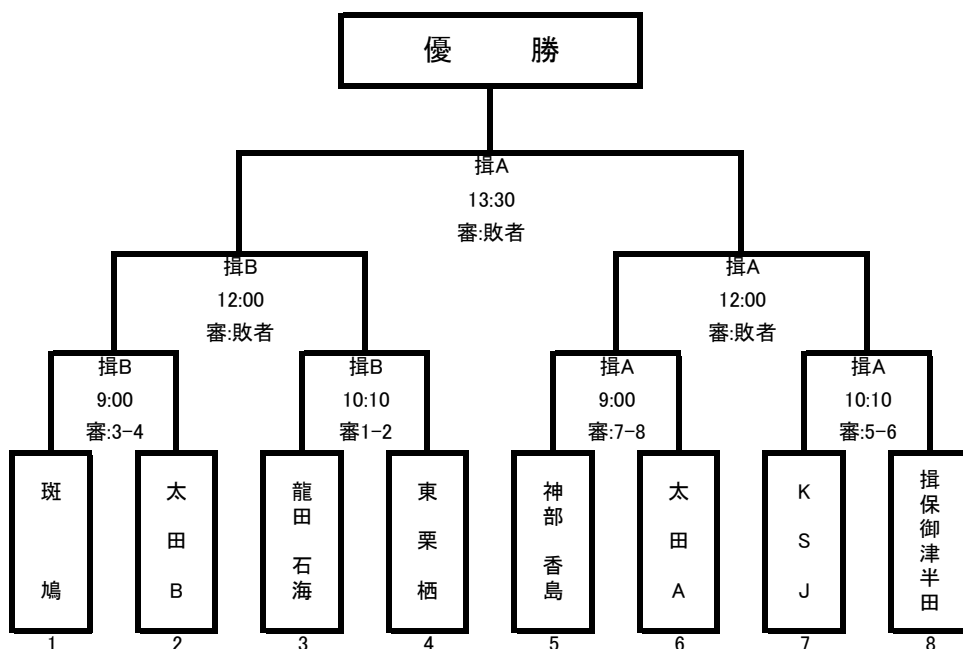 優　　勝
揖A
13:30
審:敗者
揖B
12:00
審:敗者
揖A
12:00
審:敗者
揖B
9:00
審:3-4
揖B
10:10
審1-2
揖A
9:00
審:7-8
揖A
10:10
審:5-6
斑鳩
太田B
龍田 石海
東栗栖
神部 香島
太田A
KSJ
揖保御津半田
1
2
3
4
5
6
7
8